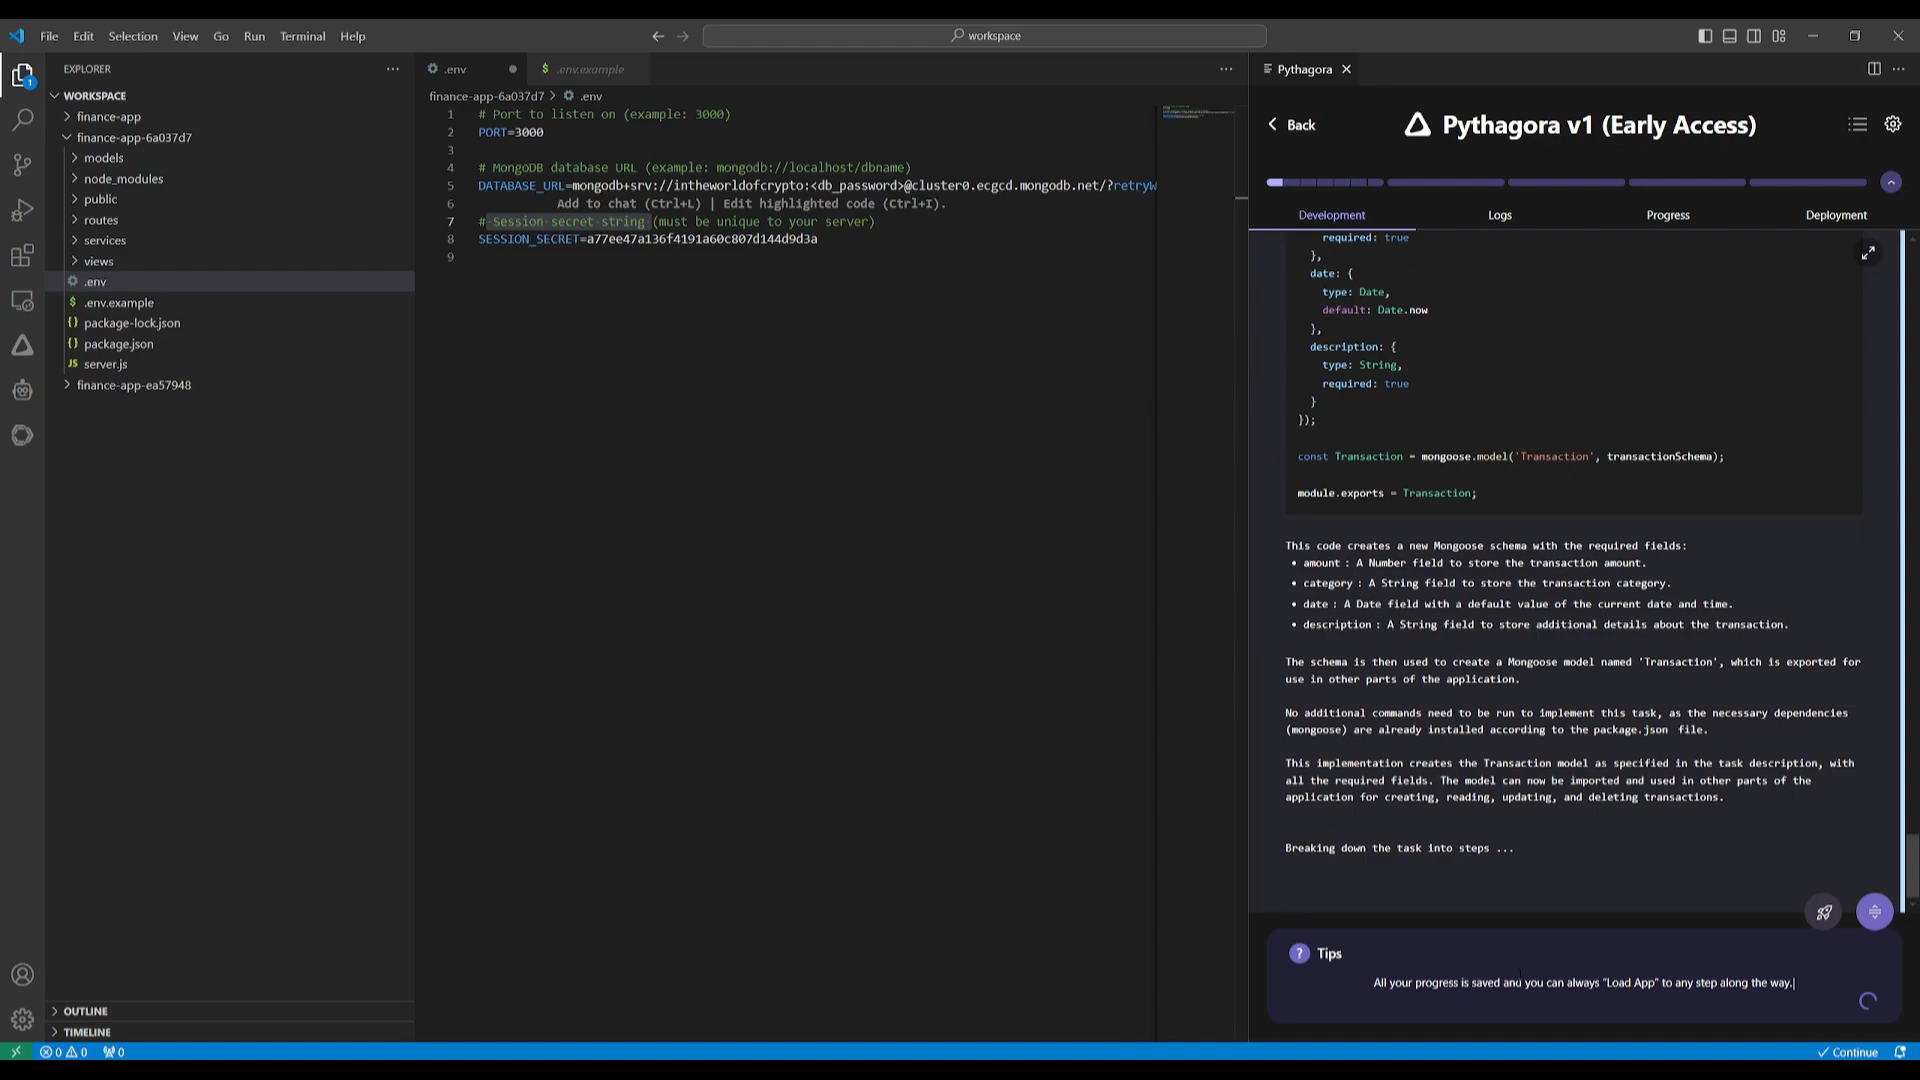 File Edit Selection View Go Run Terminal Help
workspace
EXPLORER
WORKSPACE
finance-app
finance-app-6a037d7
models
node_modules
public
routes
services
views
.env
$ .env.example
{} package-lock.json
{} package.json
JS server.js
finance-app-ea57948
OUTLINE
TIMELINE
1
.env
$ .env.example
finance-app-6a037d7 > .env
1 # Port to listen on (example: 3000)
2 PORT=3000
3
4 # MongoDB database URL (example: mongodb://localhost/dbname)
5 DATABASE_URL=mongodb+srv://intheworldofcrypto:<db_password>@cluster0.ecgcd.mongodb.net/?retryW
6 Add to chat (Ctrl+L) | Edit highlighted code (Ctrl+I).
7 # Session secret string (must be unique to your server)
8 SESSION_SECRET=a77ee47a136f4191a60c807d144d9d3a
9
Pythagora
Back
Pythagora v1 (Early Access)
Development Logs Progress Deployment
required: true
},
date: {
type: Date,
default: Date.now
},
description: {
type: String,
required: true
}
});
const Transaction = mongoose.model('Transaction', transactionSchema);
module.exports = Transaction;
This code creates a new Mongoose schema with the required fields:
• amount : A Number field to store the transaction amount.
• category : A String field to store the transaction category.
• date : A Date field with a default value of the current date and time.
• description : A String field to store additional details about the transaction.
The schema is then used to create a Mongoose model named 'Transaction', which is exported for
use in other parts of the application.
No additional commands need to be run to implement this task, as the necessary dependencies
(mongoose) are already installed according to the package.json file.
This implementation creates the Transaction model as specified in the task description, with
all the required fields. The model can now be imported and used in other parts of the
application for creating, reading, updating, and deleting transactions.
Breaking down the task into steps ...
? Tips
All your progress is saved and you can always "Load App" to any step along the way.
0 0 0
Continue